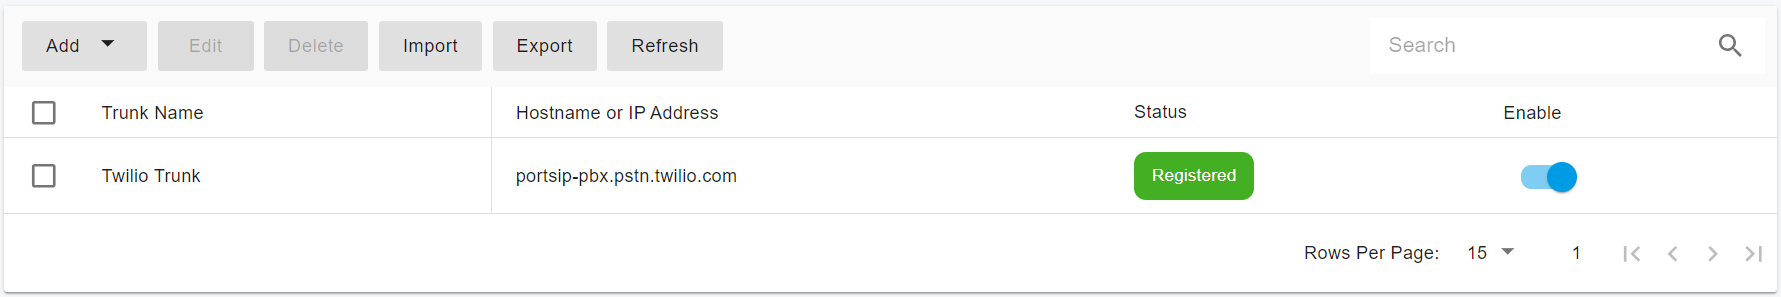 Add Edit Delete Import Export Refresh Search
Trunk Name Hostname or IP Address Status Enable
Twilio Trunk portsip-pbx.pstn.twilio.com Registered
Rows Per Page: 15 1